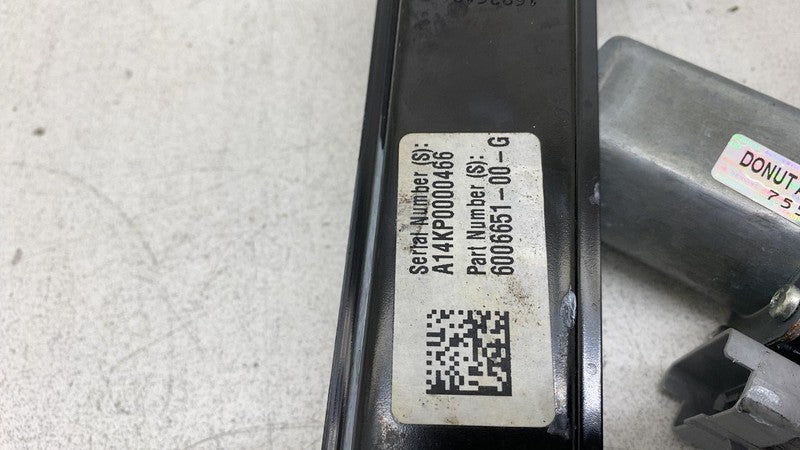 Serial Number (S):
A14KP0000466
Part Number (S):
6006651-00-G
DONUT
75